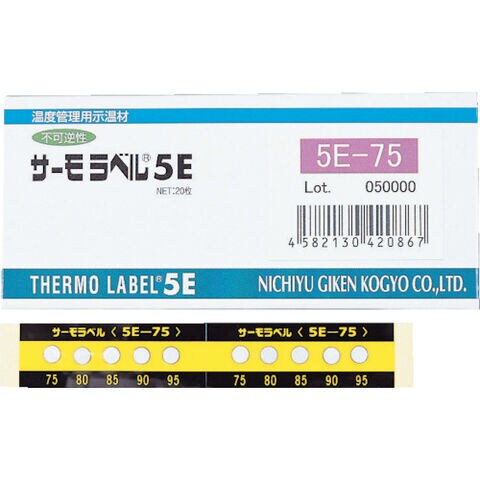 温度管理用示温材
不可逆性
サーモラベル®5E
NET:20枚
5E-75
Lot. 050000
4582130420867
THERMO LABEL®5E
NICHIYU GIKEN KOGYO CO.,LTD.
サーモラベル〈5E-75〉 サーモラベル〈5E-75〉
75 80 85 90 95 75 80 85 90 95